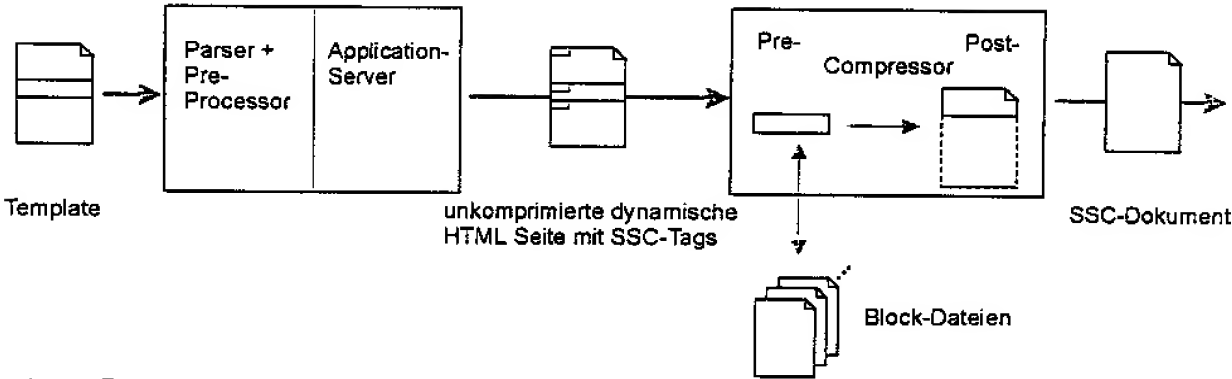 Template
Parser +
Pre-
Processor
Application-
Server
unkomprimierte dynamische
HTML Seite mit SSC-Tags
Pre-
Post-
Compressor
Block-Dateien
SSC-Dokument